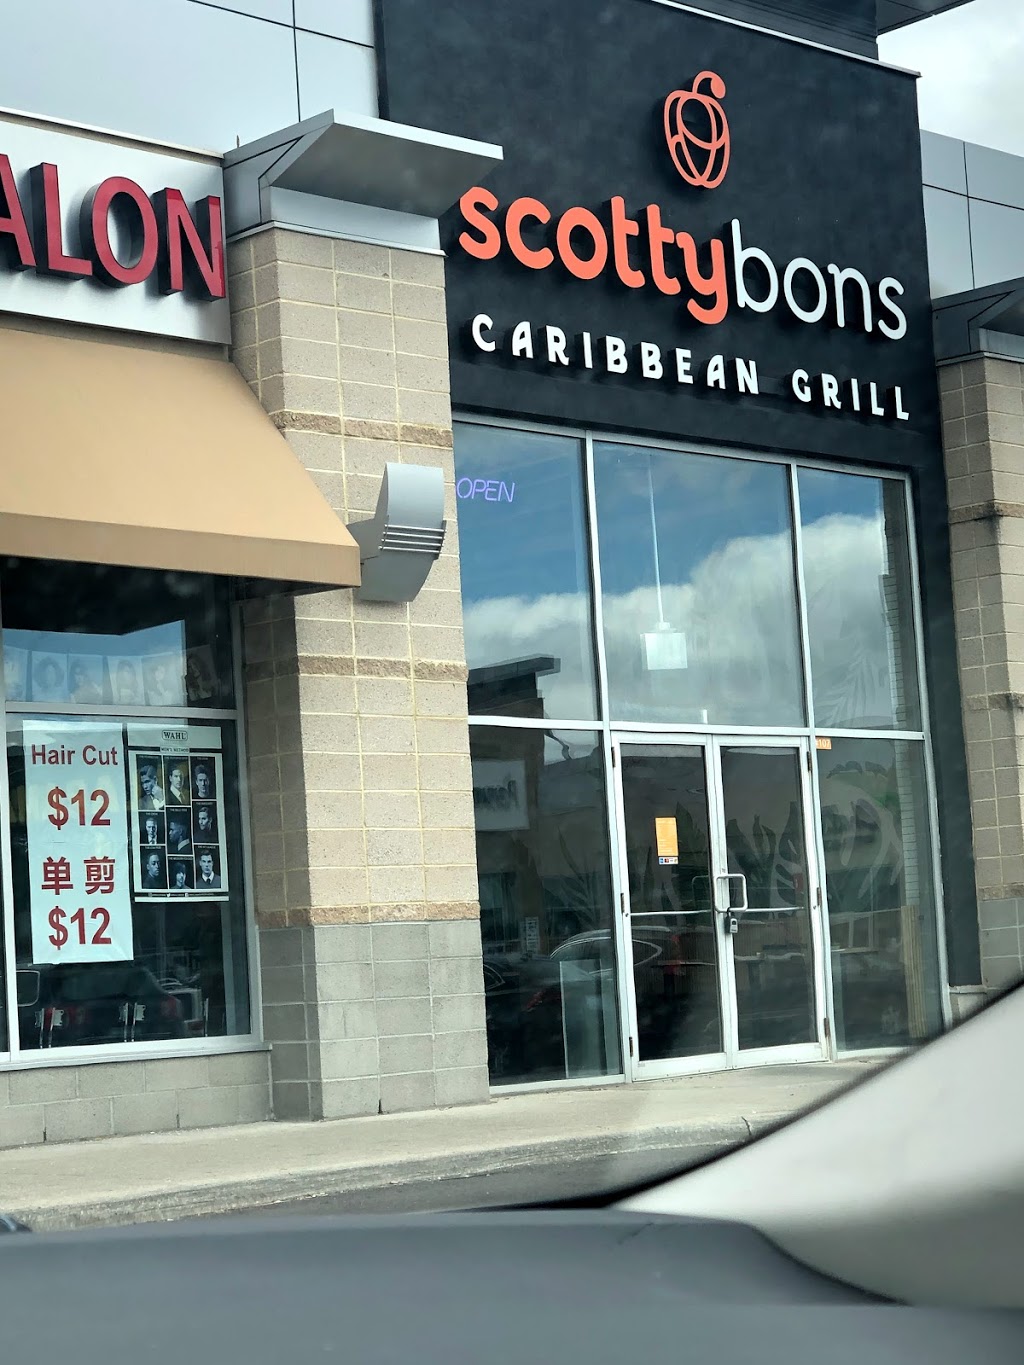 ALON
scottybons
CARIBBEAN GRILL
OPEN
Hair Cut
$12
单剪
$12
WAHL